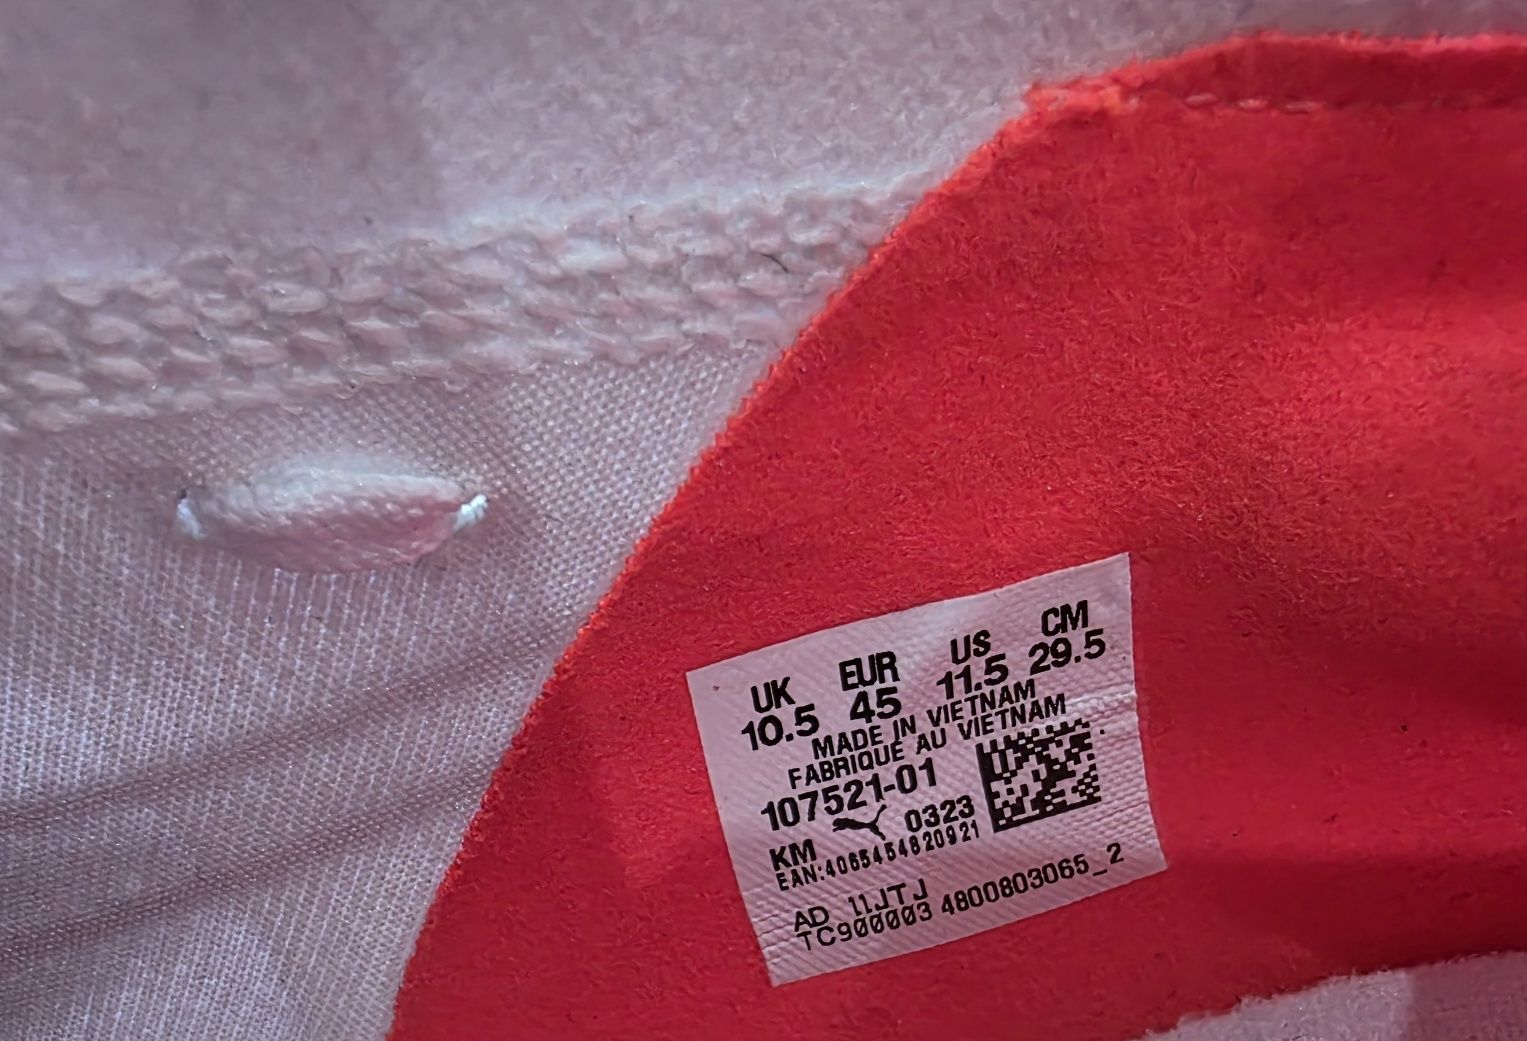 UK EUR US CM
10.5 45 11.5 29.5
MADE IN VIETNAM
FABRIQUE AU VIETNAM
107521-01
KM 0323
EAN:4065454820921
AD 11JTJ
TC900003 4800803065_2